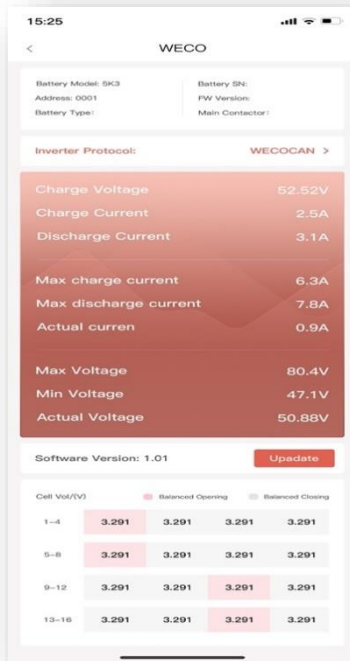 15:25
WECO
Battery Model: 5K3 Battery SN:
Address: 0001 FW Version:
Battery Type: Main Contactor:
Inverter Protocol: WECOCAN >
Charge Voltage 52.52V
Charge Current 2.5A
Discharge Current 3.1A
Max charge current 6.3A
Max discharge current 7.8A
Actual curren 0.9A
Max Voltage 80.4V
Min Voltage 47.1V
Actual Voltage 50.88V
Software Version: 1.01 Upadate
Cell Vol/(V) Balanced Opening Balanced Closing
1-4 3.291 3.291 3.291 3.291
5-8 3.291 3.291 3.291 3.291
9-12 3.291 3.291 3.291 3.291
13-16 3.291 3.291 3.291 3.291